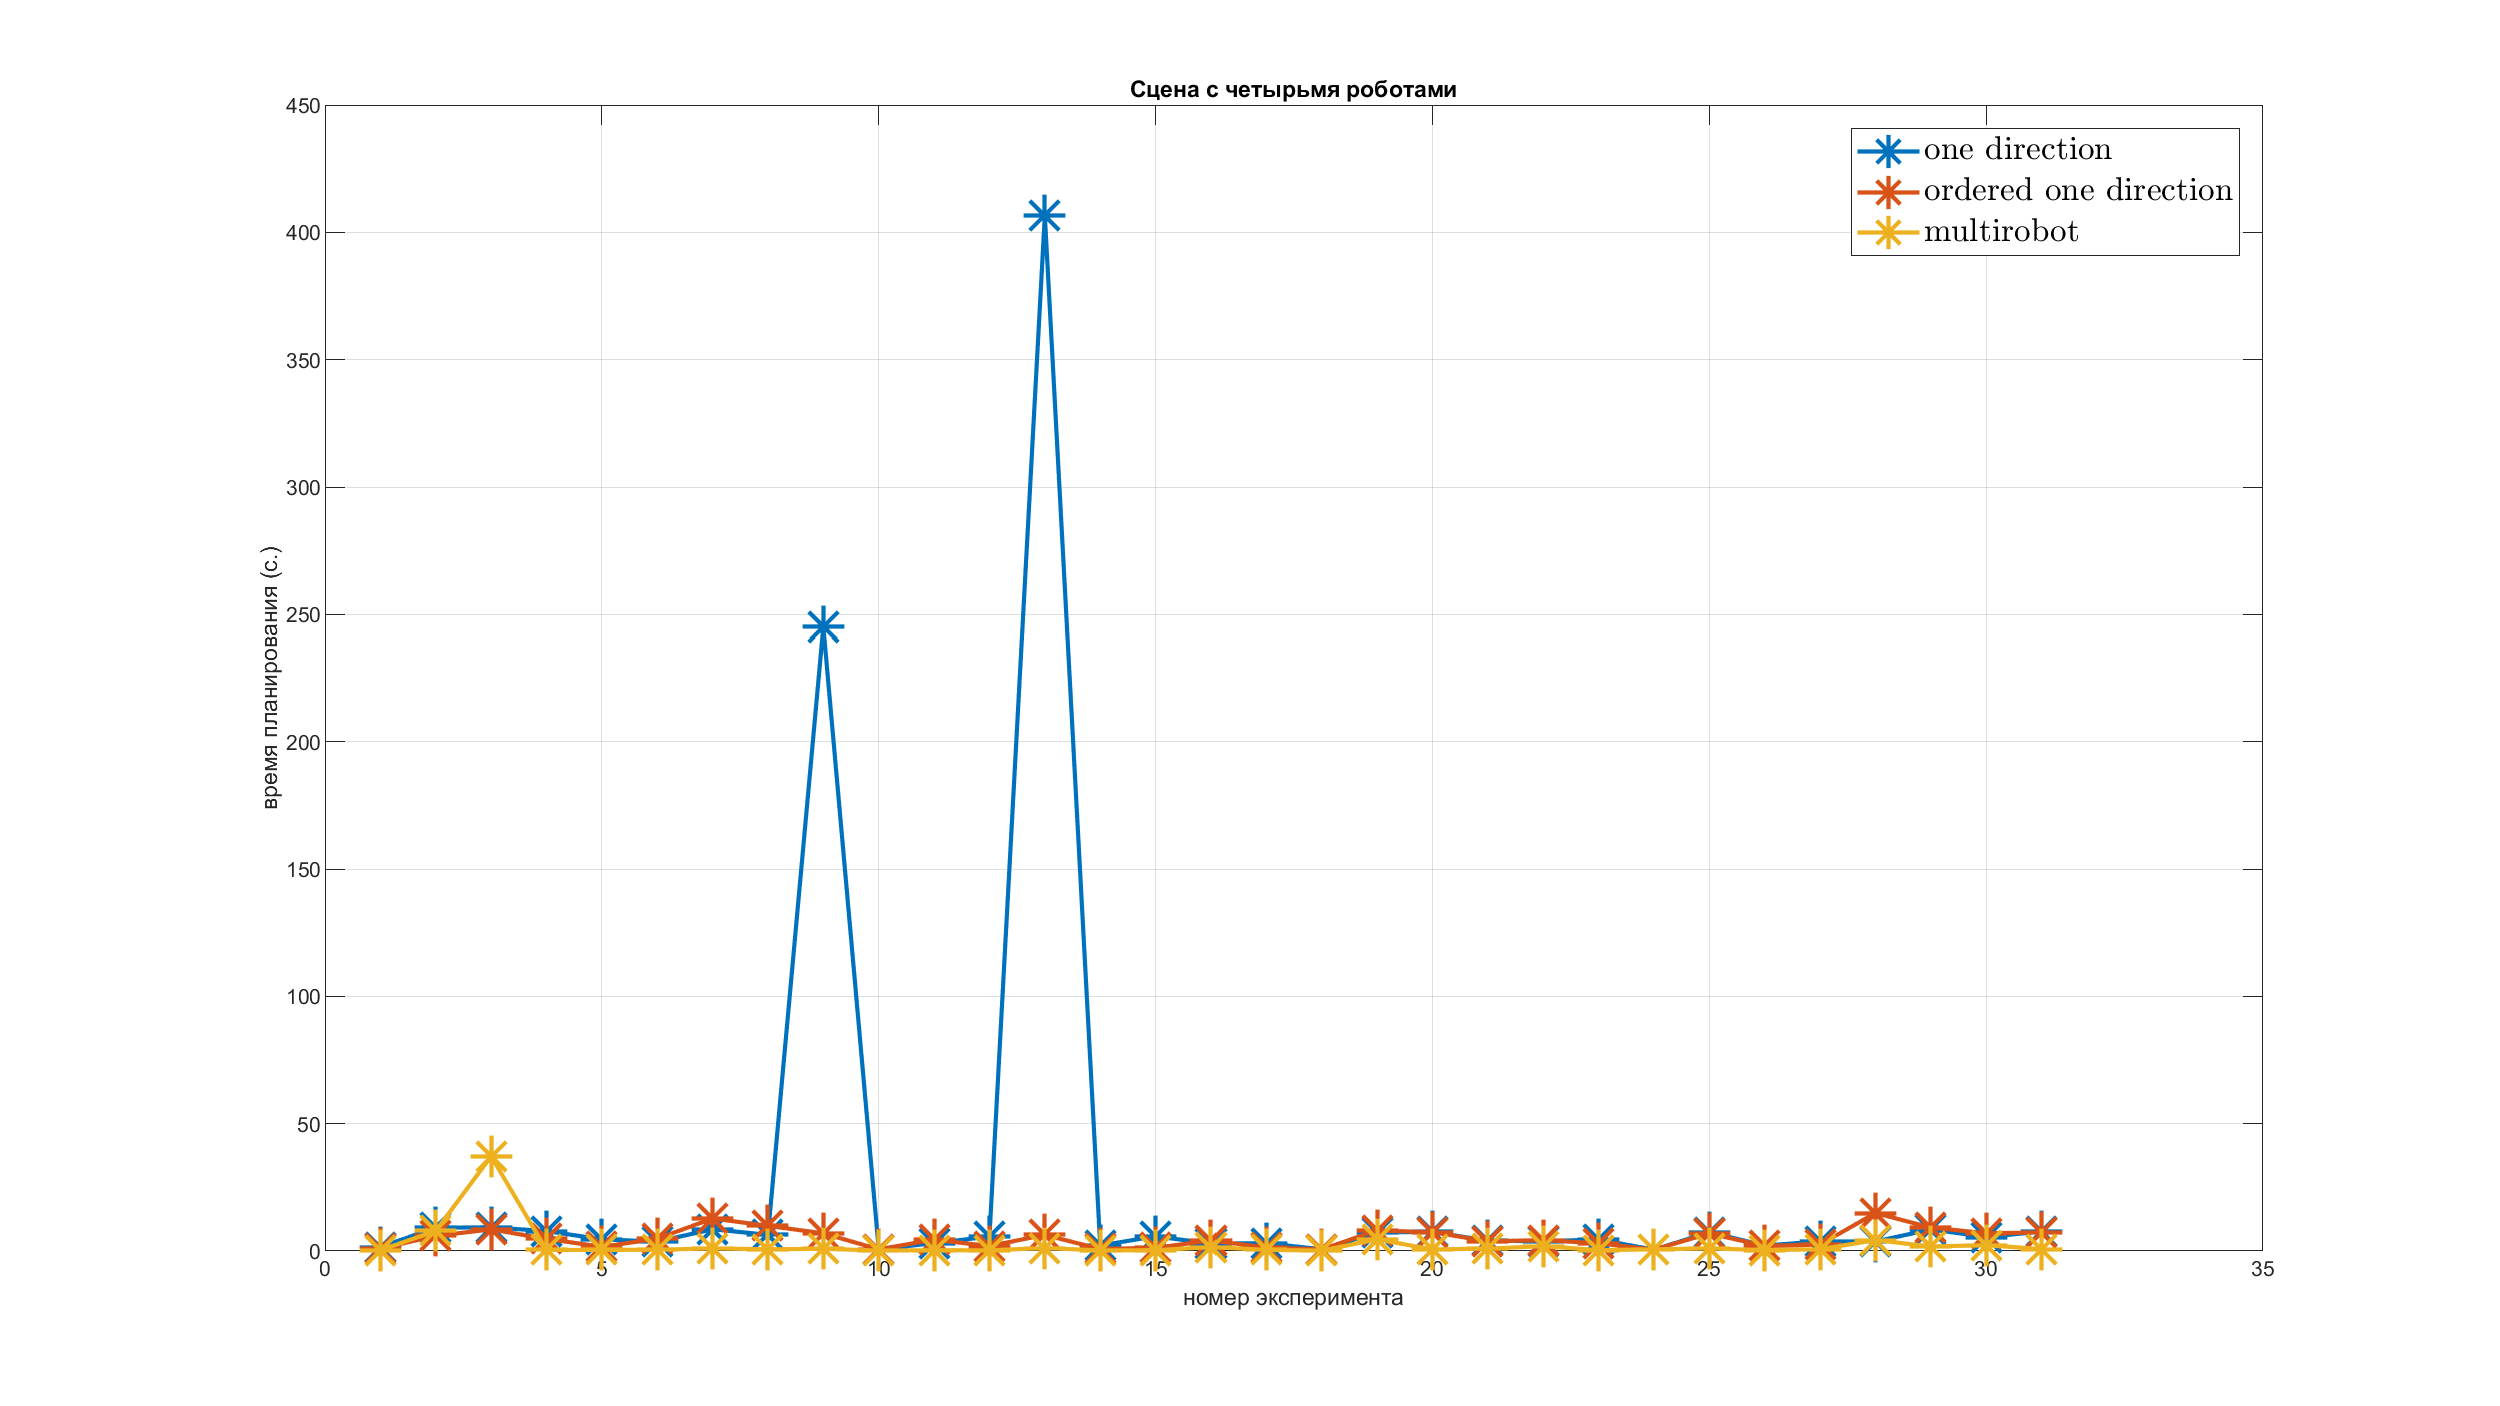 Сцена с четырьмя роботами
450
400
350
300
250
200
150
100
50
0
время планирования (с.)
one direction
ordered one direction
multirobot
0 5 10 15 20 25 30 35
номер эксперимента